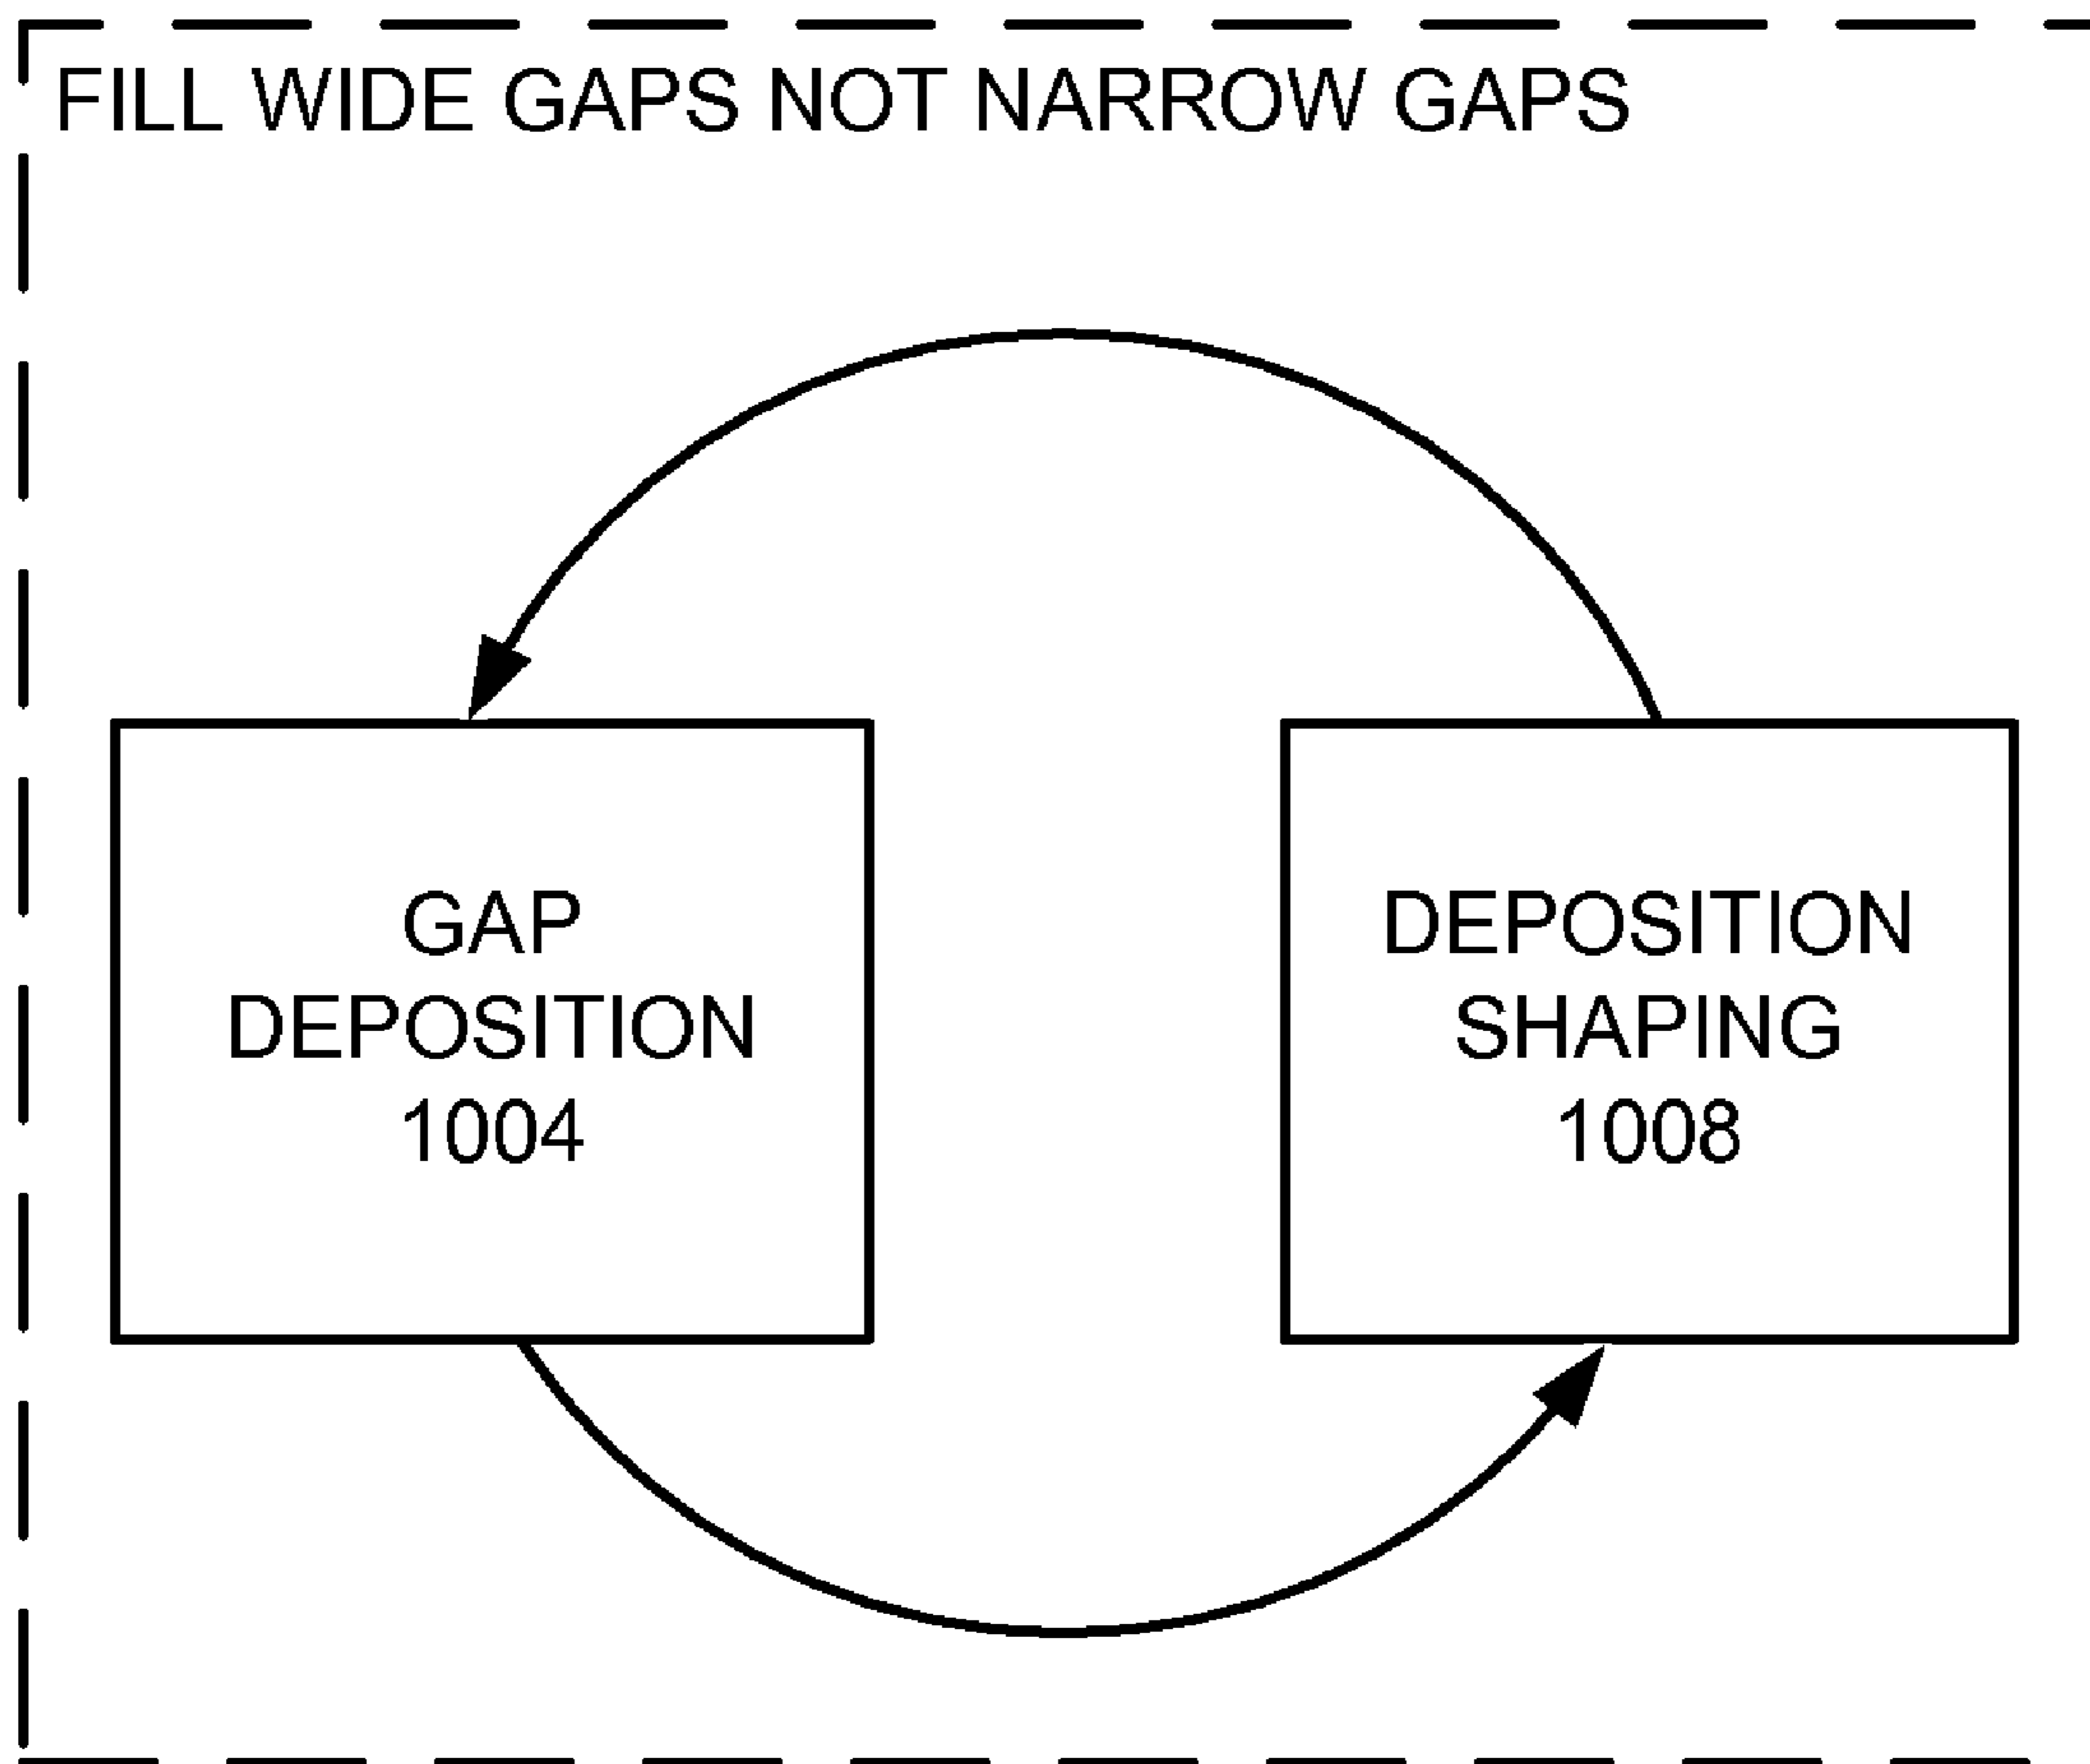 FILL WIDE GAPS NOT NARROW GAPS
GAP
DEPOSITION
1004
DEPOSITION
SHAPING
1008